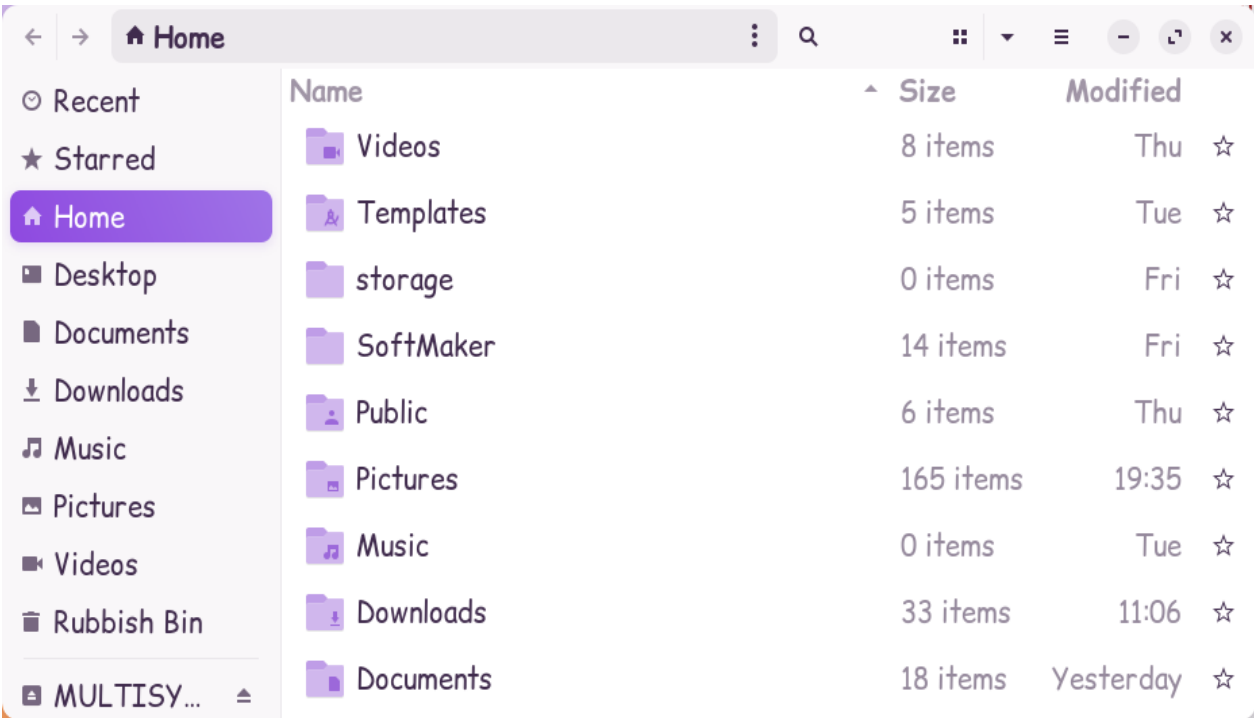 Home
Recent
Starred
Home
Desktop
Documents
Downloads
Music
Pictures
Videos
Rubbish Bin
MULTISY...
Name Size Modified
Videos 8 items Thu
Templates 5 items Tue
storage 0 items Fri
SoftMaker 14 items Fri
Public 6 items Thu
Pictures 165 items 19:35
Music 0 items Tue
Downloads 33 items 11:06
Documents 18 items Yesterday